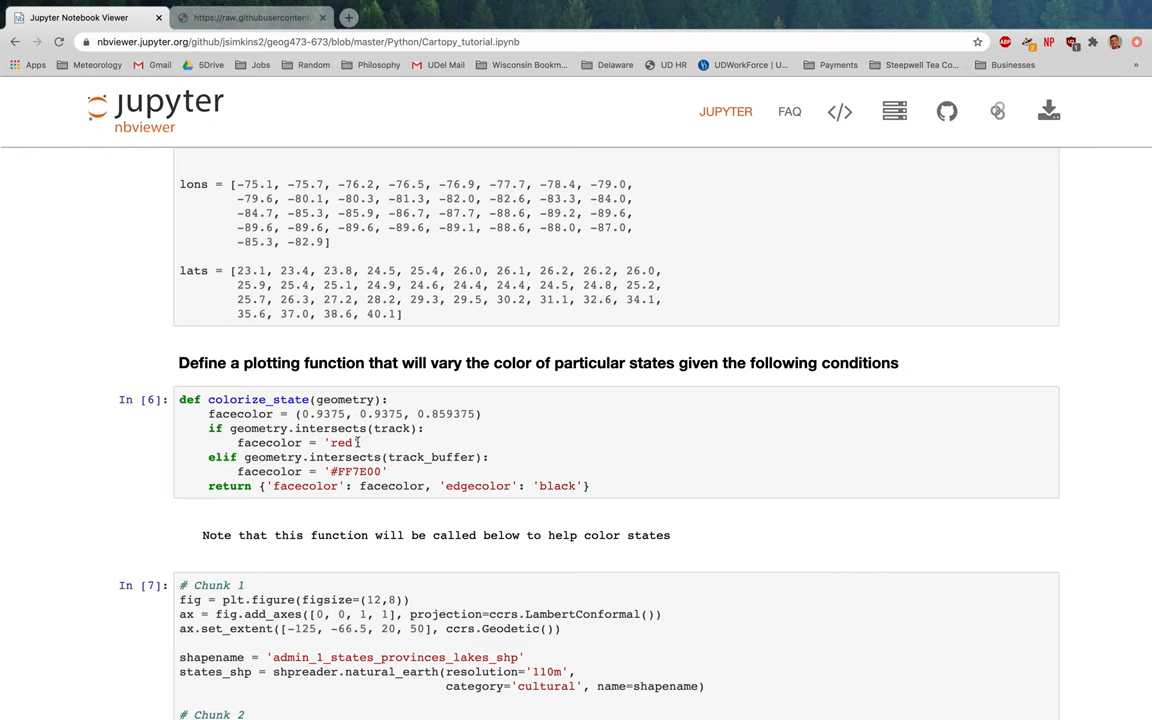 Jupyter Notebook Viewer
https://raw.githubusercontent.
nbviewer.jupyter.org/github/jsimkins2/geog473-673/blob/master/Python/Cartopy_tutorial.ipynb
Apps Meteorology Gmail 5Drive Jobs Random Philosophy UDel Mail Wisconsin Bookm... Delaware UD HR UDWorkForce | U... Payments Steepwell Tea Co... Businesses »
jupyter
nbviewer
JUPYTER FAQ </>
lons = [-75.1, -75.7, -76.2, -76.5, -76.9, -77.7, -78.4, -79.0,
-79.6, -80.1, -80.3, -81.3, -82.0, -82.6, -83.3, -84.0,
-84.7, -85.3, -85.9, -86.7, -87.7, -88.6, -89.2, -89.6,
-89.6, -89.6, -89.6, -89.6, -89.1, -88.6, -88.0, -87.0,
-85.3, -82.9]
lats = [23.1, 23.4, 23.8, 24.5, 25.4, 26.0, 26.1, 26.2, 26.2, 26.0,
25.9, 25.4, 25.1, 24.9, 24.6, 24.4, 24.4, 24.5, 24.8, 25.2,
25.7, 26.3, 27.2, 28.2, 29.3, 29.5, 30.2, 31.1, 32.6, 34.1,
35.6, 37.0, 38.6, 40.1]
Define a plotting function that will vary the color of particular states given the following conditions
In [6]: def colorize_state(geometry):
facecolor = (0.9375, 0.9375, 0.859375)
if geometry.intersects(track):
facecolor = 'red'
elif geometry.intersects(track_buffer):
facecolor = '#FF7E00'
return {'facecolor': facecolor, 'edgecolor': 'black'}
Note that this function will be called below to help color states
In [7]: # Chunk 1
fig = plt.figure(figsize=(12,8))
ax = fig.add_axes([0, 0, 1, 1], projection=ccrs.LambertConformal())
ax.set_extent([-125, -66.5, 20, 50], ccrs.Geodetic())
shapename = 'admin_1_states_provinces_lakes_shp'
states_shp = shpreader.natural_earth(resolution='110m',
category='cultural', name=shapename)
# Chunk 2